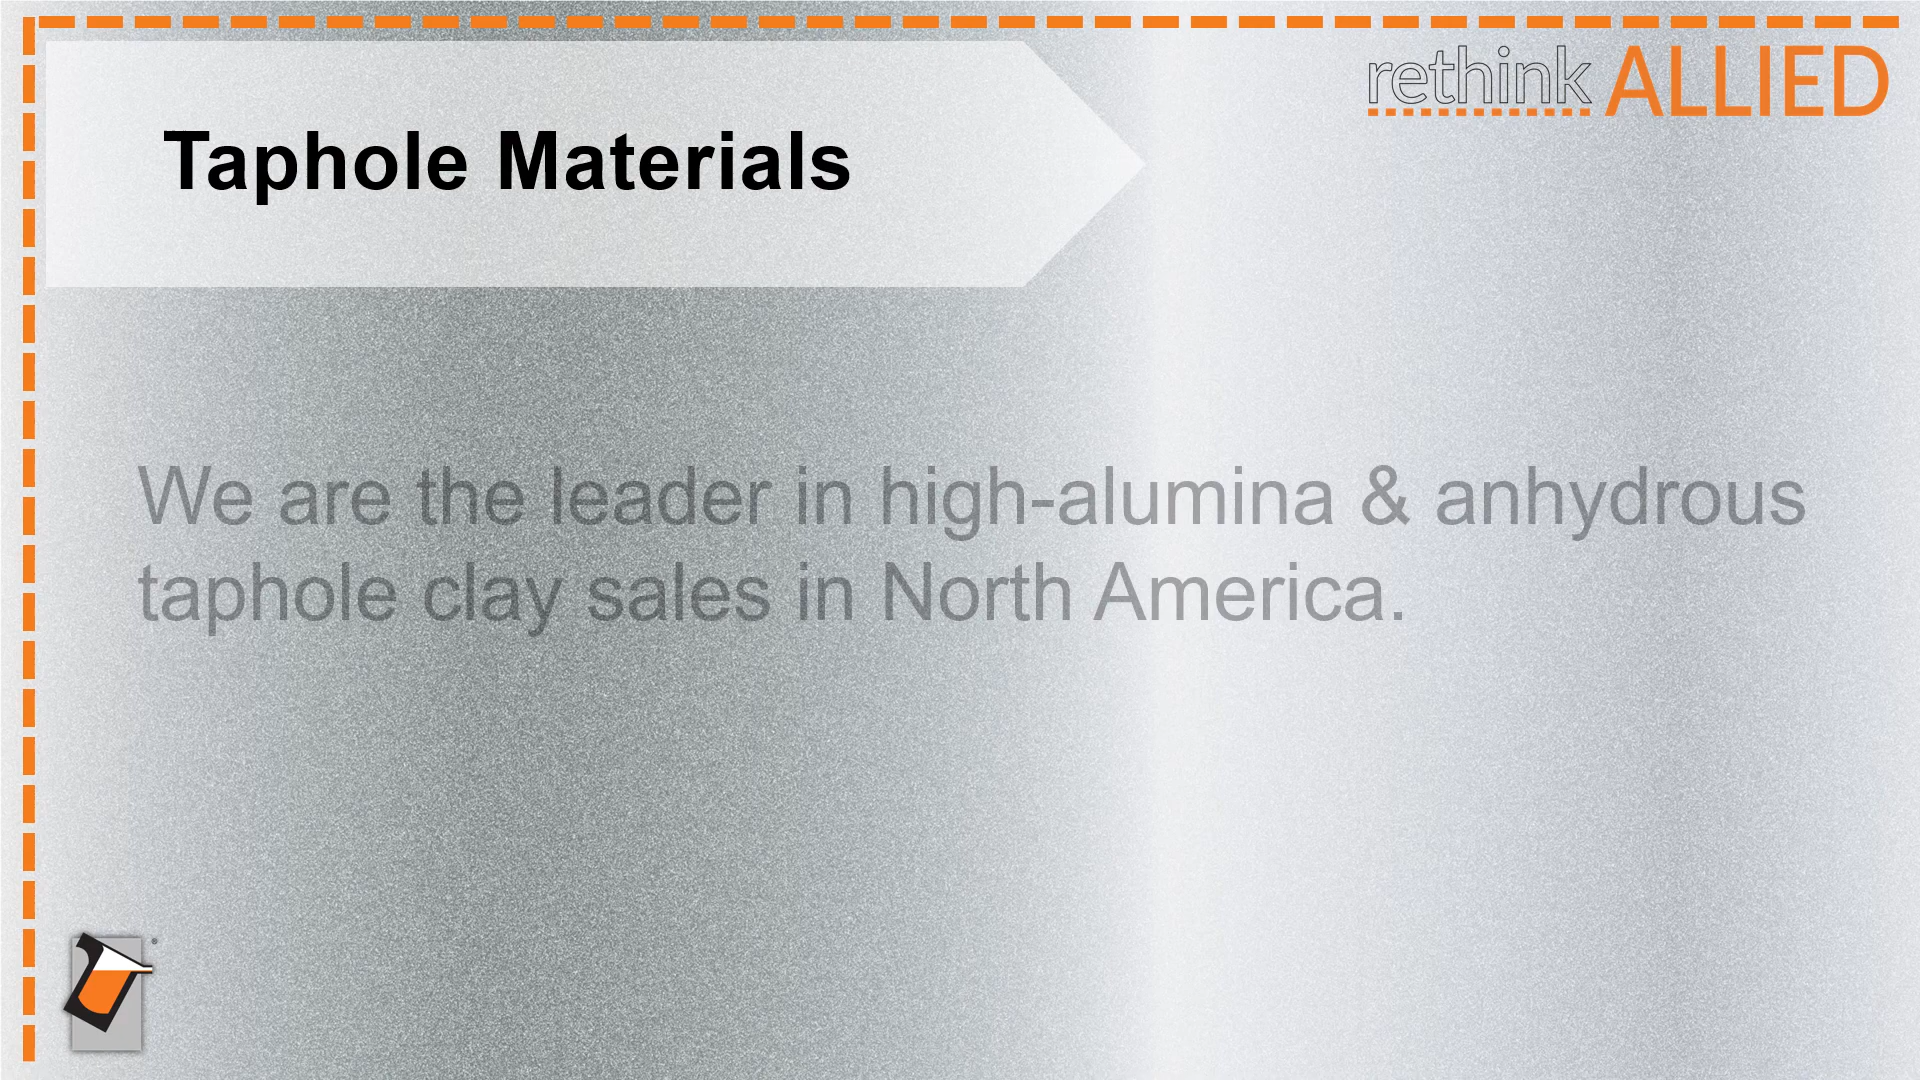 rethink ALLIED
Taphole Materials
We are the leader in high-alumina & anhydrous
taphole clay sales in North America.
®